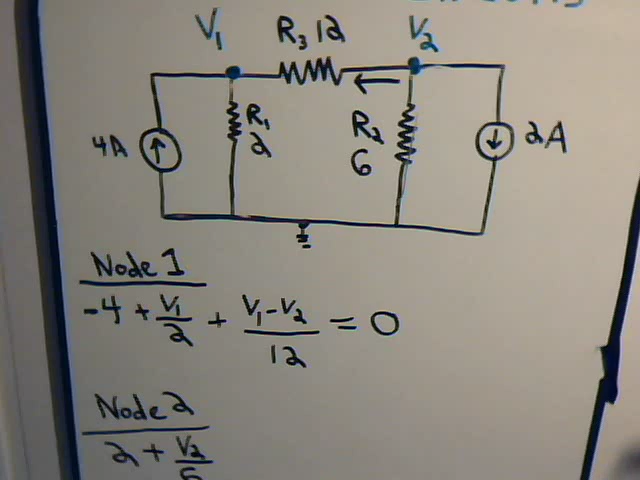 V₁ R₃ 12 V₂
4A R₁ 2 R₂ 6 2A
Node 1
-4 + V₁/2 + V₁-V₂/12 = 0
Node 2
2 + V₂/6